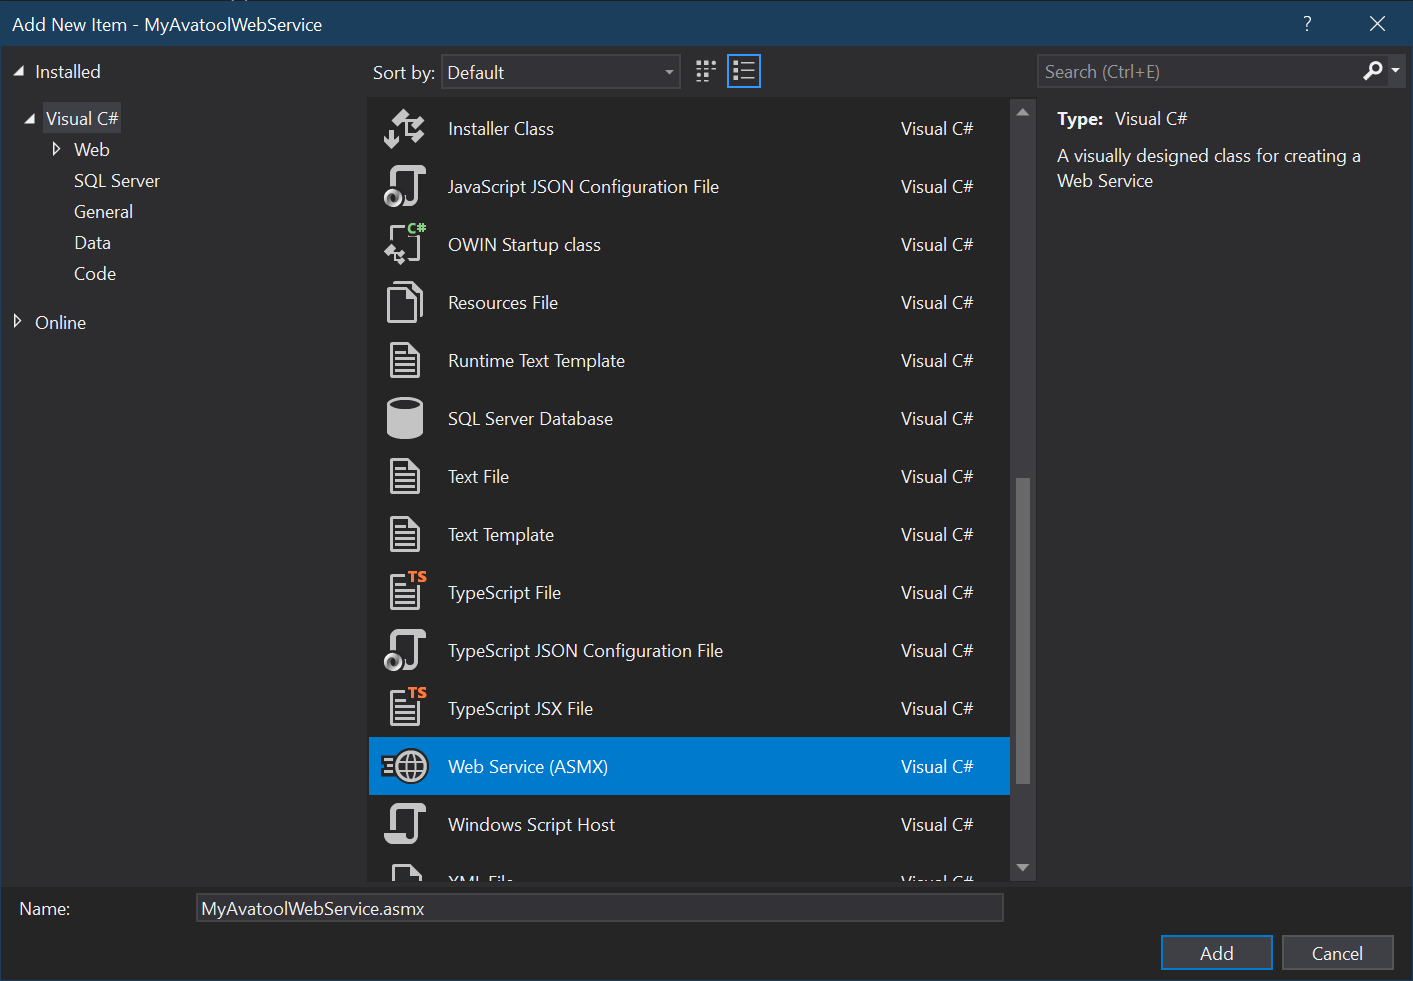 Add New Item - MyAvatoolWebService
?
Installed
Sort by: Default
Search (Ctrl+E)
Visual C#
Web
SQL Server
General
Data
Code
Online
Installer Class Visual C#
JavaScript JSON Configuration File Visual C#
C#
OWIN Startup class Visual C#
Resources File Visual C#
Runtime Text Template Visual C#
SQL Server Database Visual C#
Text File Visual C#
Text Template Visual C#
TS
TypeScript File Visual C#
TypeScript JSON Configuration File Visual C#
TS
TypeScript JSX File Visual C#
Web Service (ASMX) Visual C#
Windows Script Host Visual C#
XML File Visual C#
Type: Visual C#
A visually designed class for creating a
Web Service
Name: MyAvatoolWebService.asmx
Add Cancel